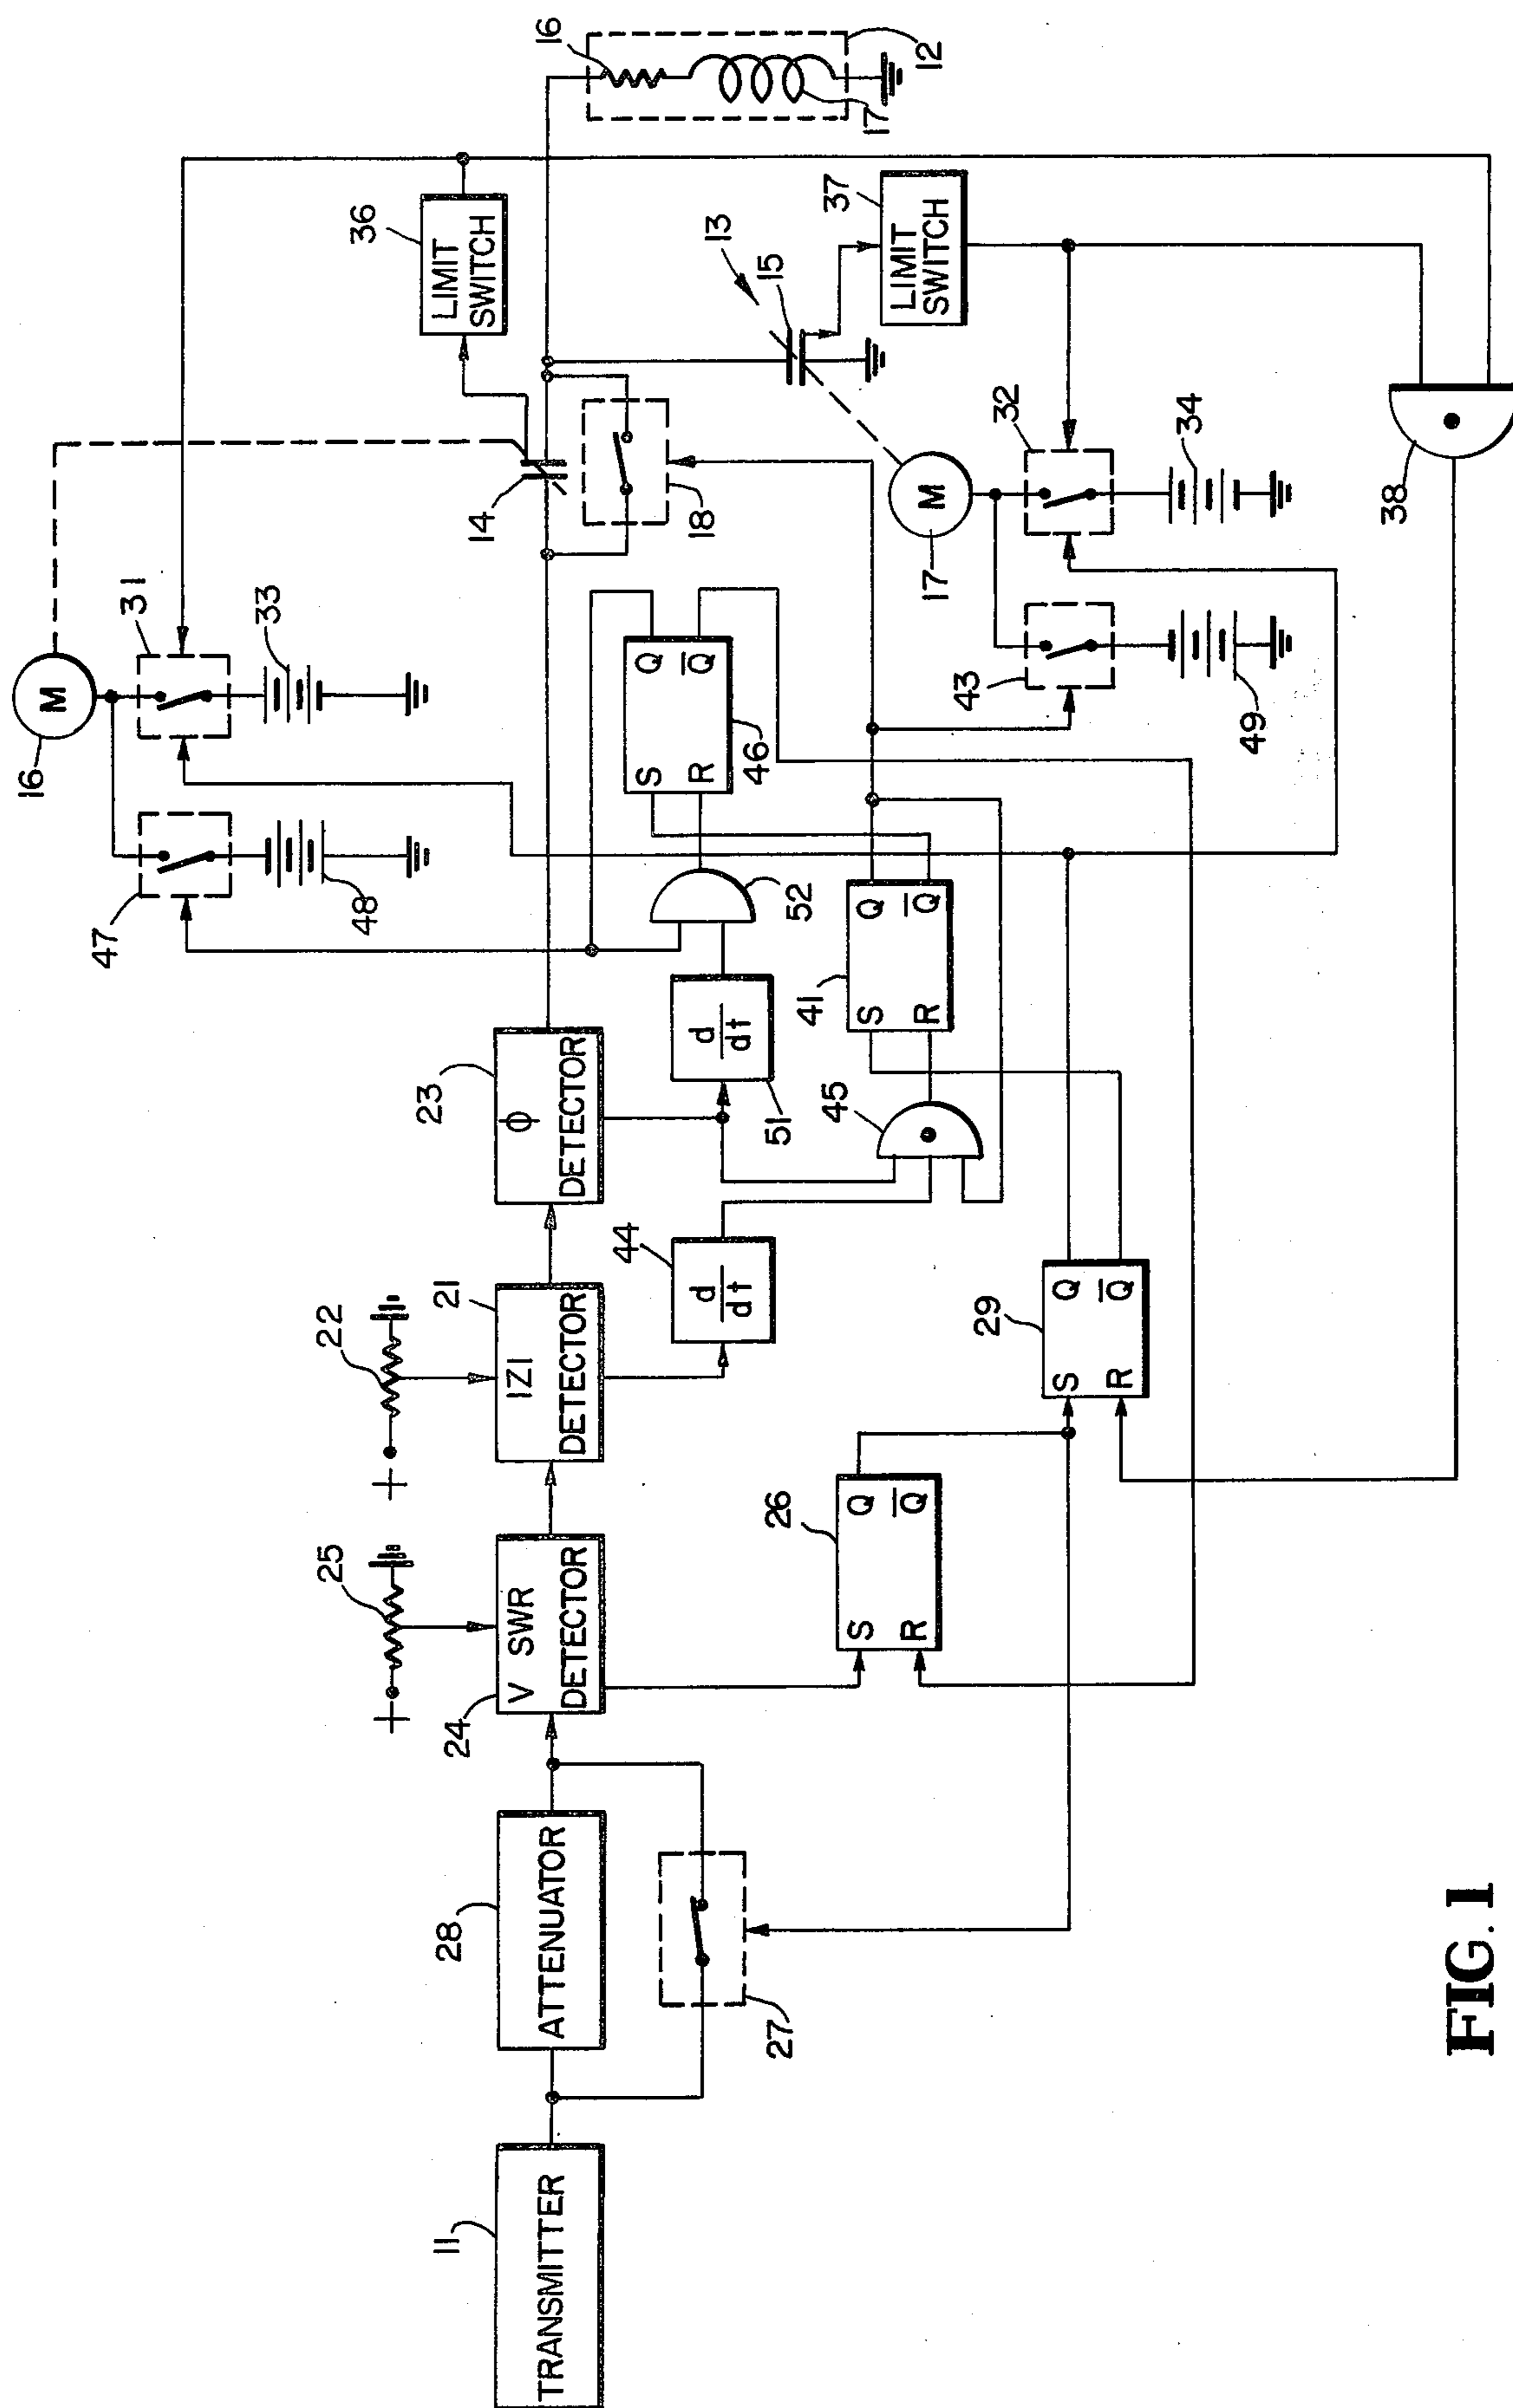 16
M
47
31
33
48
36
LIMIT
SWITCH
16
17
12
14
18
13
15
37
LIMIT
SWITCH
25
+
22
+
11
TRANSMITTER
28
ATTENUATOR
27
24
V SWR
DETECTOR
21
|Z|
DETECTOR
23
Φ
DETECTOR
44
d
dt
51
d
dt
52
S Q
R Q̅
46
45
41
S Q
R Q̅
26
S Q
R Q̅
29
S Q
R Q̅
M
17
43
49
32
34
38
FIG. 1